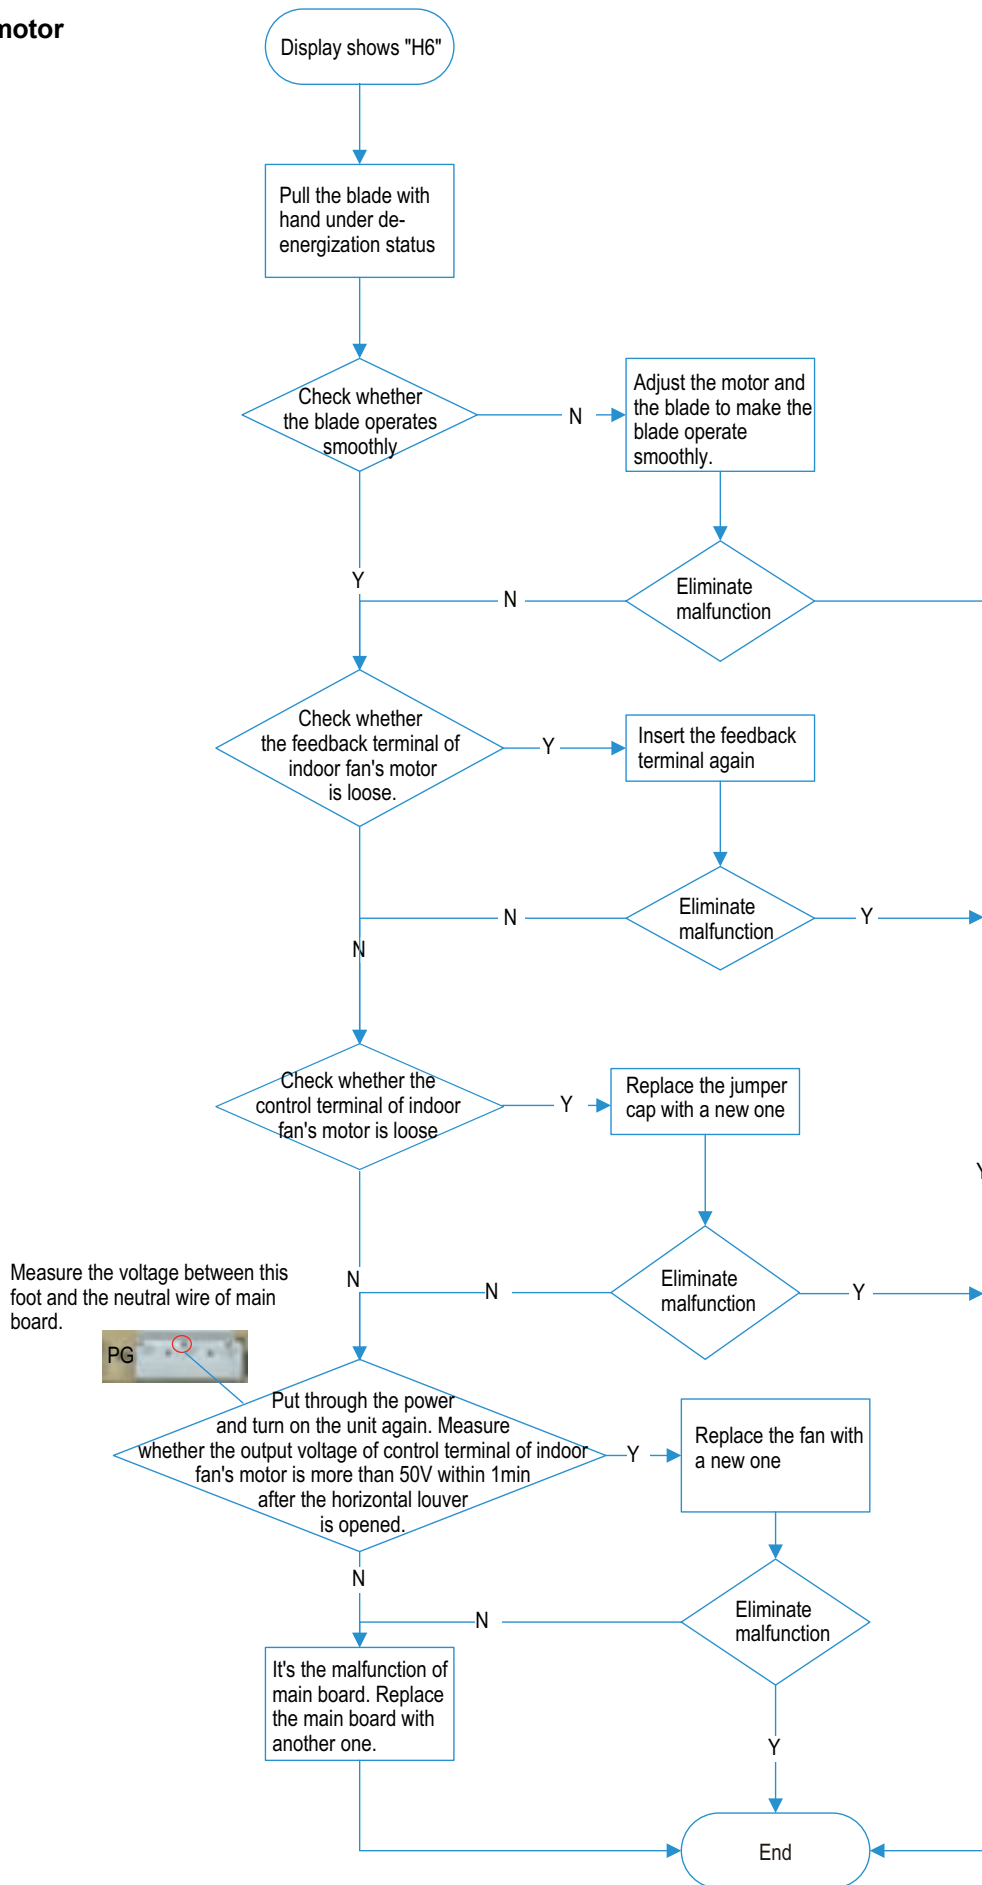 motor
Display shows "H6"
Pull the blade with
hand under de-
energization status
Check whether
the blade operates
smoothly
N
Adjust the motor and
the blade to make the
blade operate
smoothly.
Y
N
Eliminate
malfunction
Check whether
the feedback terminal of
indoor fan's motor
is loose.
Y
Insert the feedback
terminal again
N
Eliminate
malfunction
Y
N
Check whether the
control terminal of indoor
fan's motor is loose
Y
Replace the jumper
cap with a new one
Y
Measure the voltage between this
foot and the neutral wire of main
board.
N
N
Eliminate
malfunction
Y
PG
Put through the power
and turn on the unit again. Measure
whether the output voltage of control terminal of indoor
fan's motor is more than 50V within 1min
after the horizontal louver
is opened.
Y
Replace the fan with
a new one
N
N
Eliminate
malfunction
It's the malfunction of
main board. Replace
the main board with
another one.
Y
End